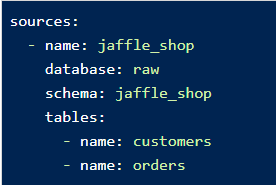 sources:
  - name: jaffle_shop
    database: raw
    schema: jaffle_shop
    tables:
      - name: customers
      - name: orders